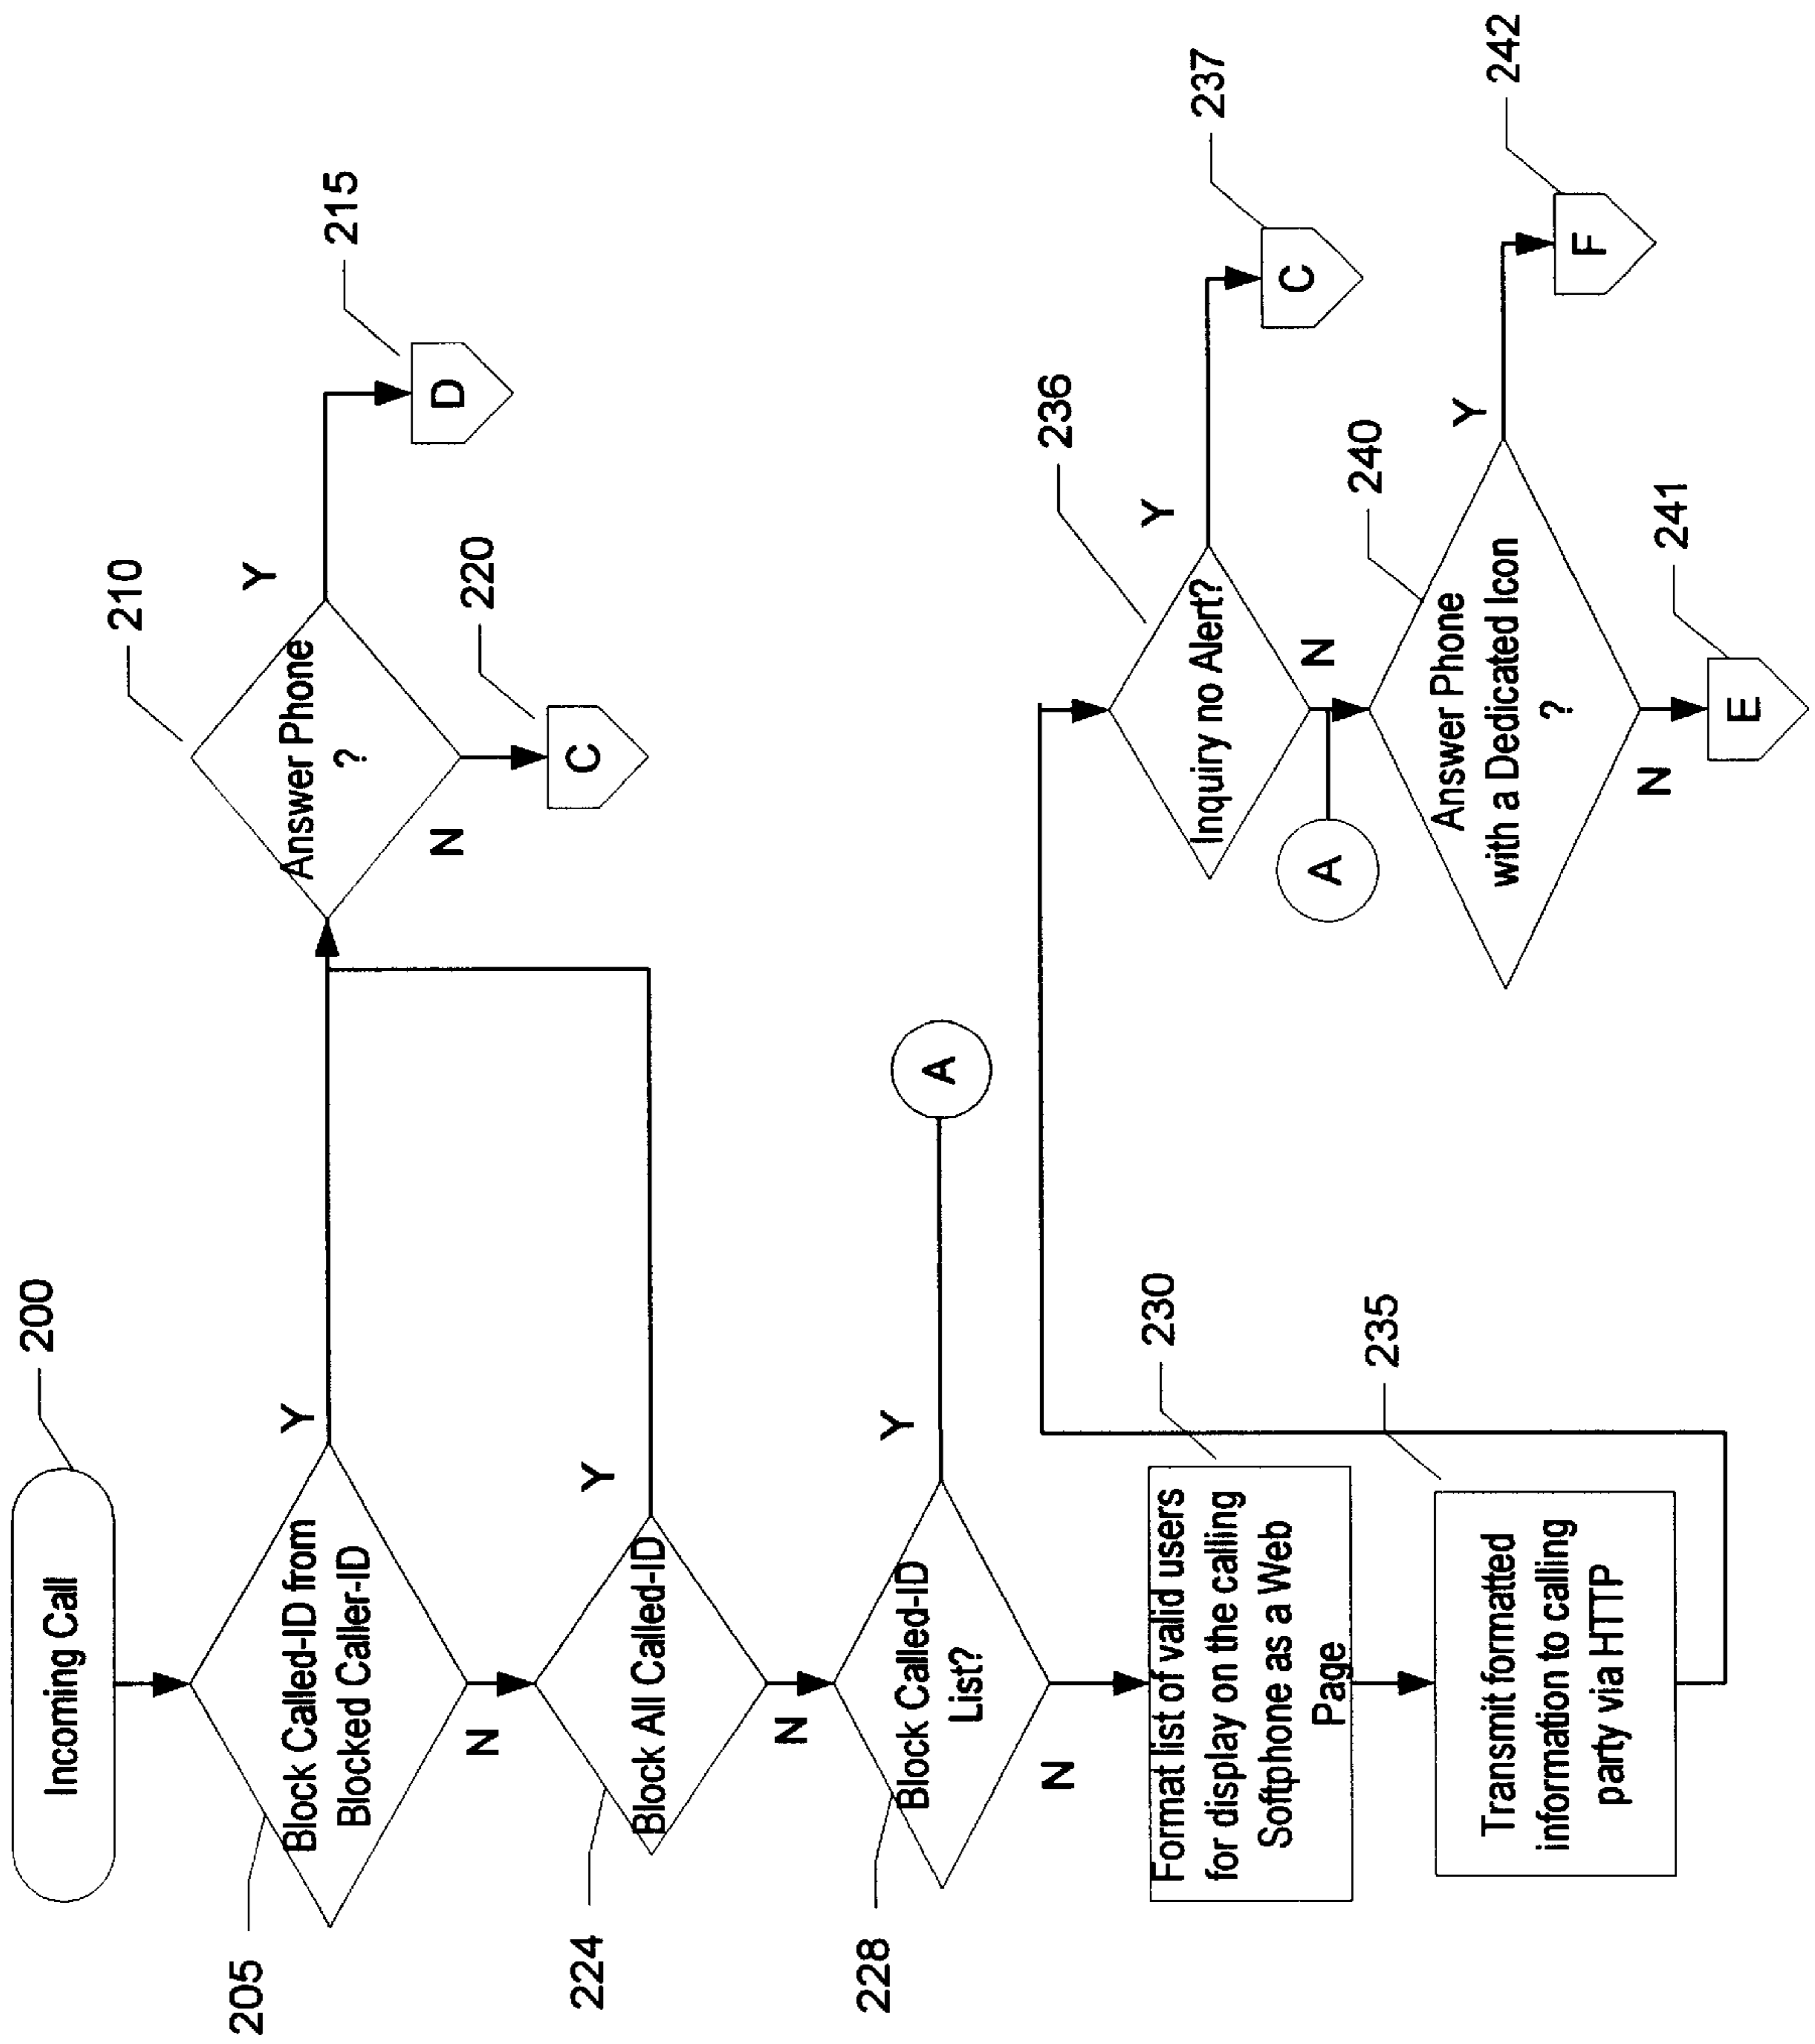 Incoming Call
200
Block Called-ID from
Blocked Caller-ID
205
Y
N
Answer Phone
?
210
Y
N
D
215
C
220
Block All Called-ID
224
Y
N
Block Called-ID
List?
228
Y
N
A
Format list of valid users
for display on the calling
Softphone as a Web
Page
230
Transmit formatted
information to calling
party via HTTP
235
Inquiry no Alert?
236
Y
N
C
237
A
Answer Phone
with a Dedicated Icon
?
240
Y
N
F
242
E
241